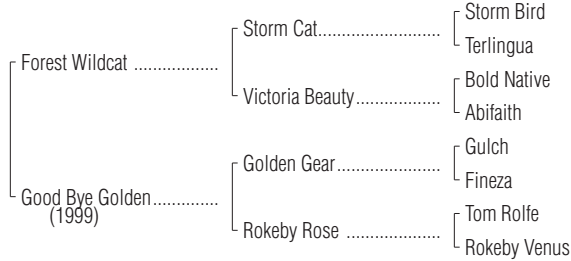 Storm Bird
Storm Cat..............................
Terlingua
Forest Wildcat .....................
Bold Native
Victoria Beauty.....................
Abifaith
Gulch
Golden Gear..........................
Fineza
Good Bye Golden................
(1999)
Tom Rolfe
Rokeby Rose .......................
Rokeby Venus